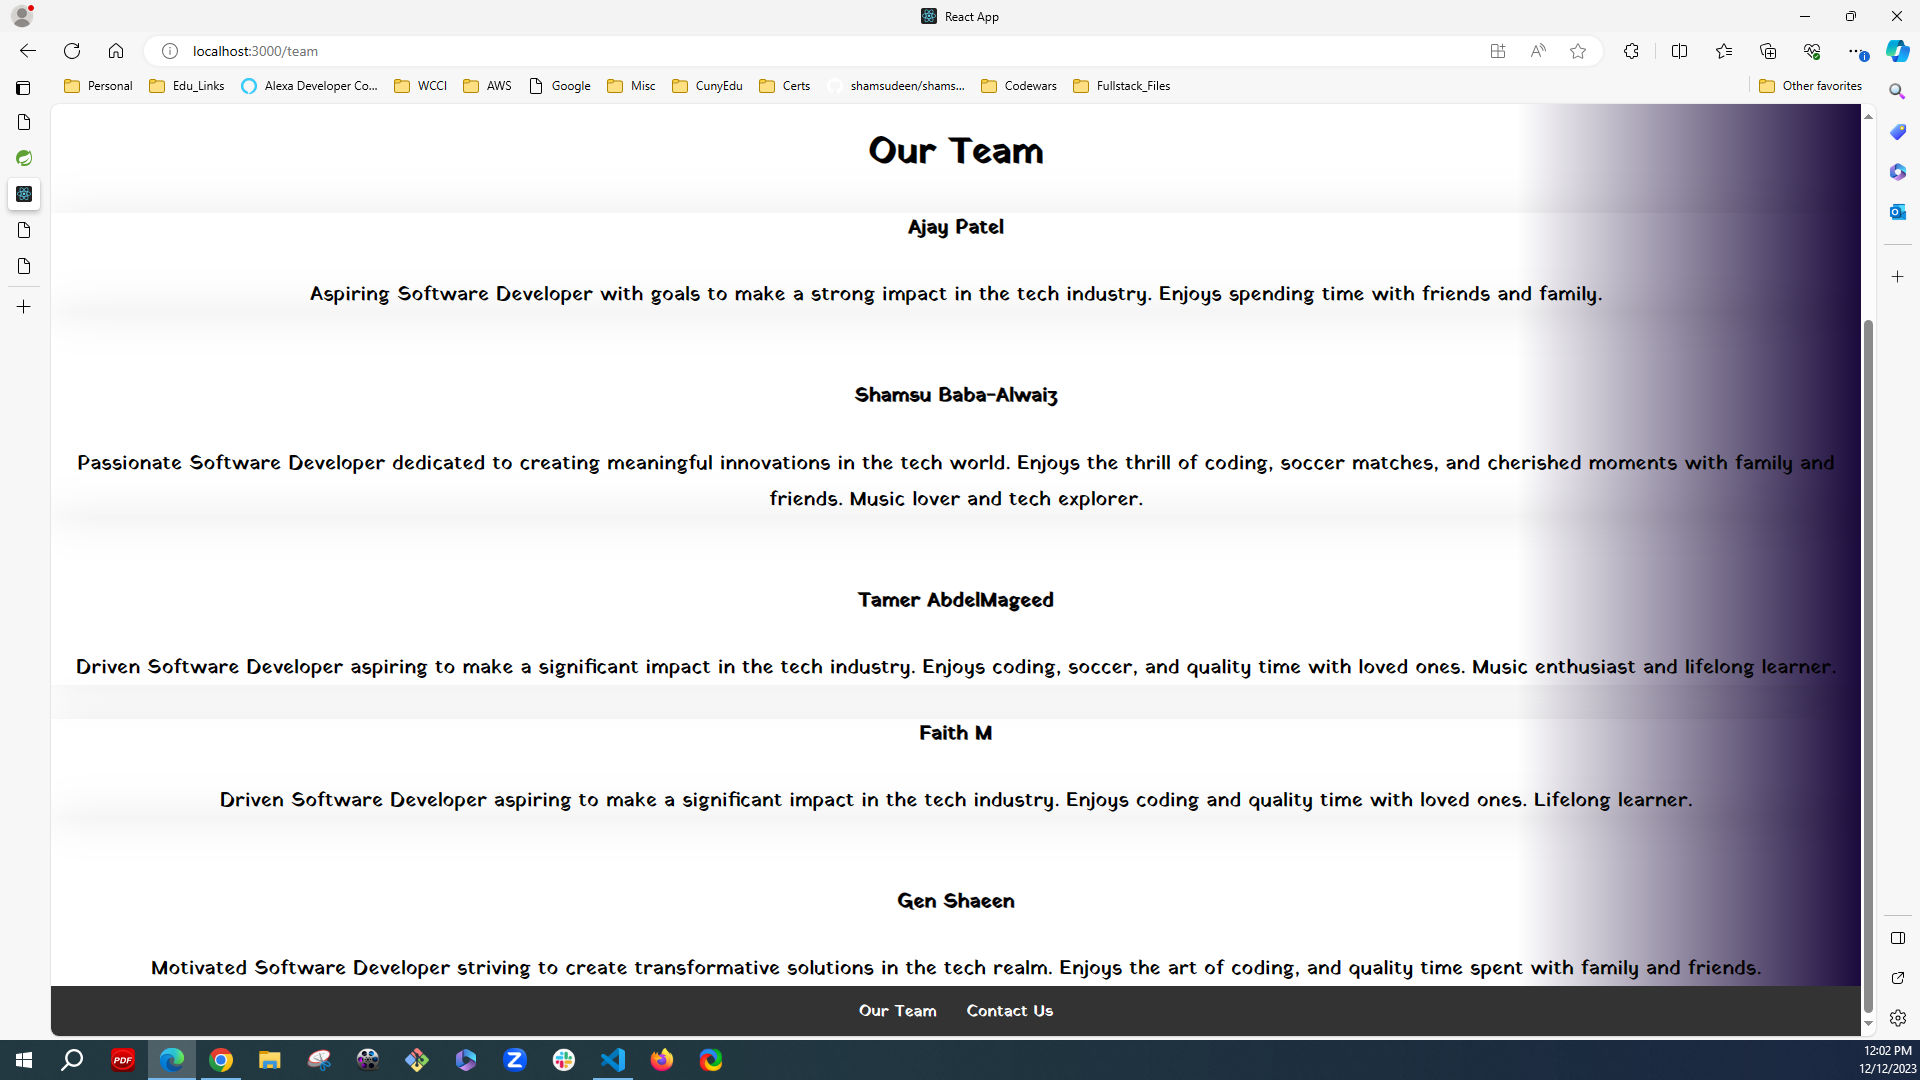 React App
localhost:3000/team
Personal
Edu_Links
Alexa Developer Co...
WCCI
AWS
Google
Misc
CunyEdu
Certs
shamsudeen/shams...
Codewars
Fullstack_Files
Other favorites
Our Team
Ajay Patel
Aspiring Software Developer with goals to make a strong impact in the tech industry. Enjoys spending time with friends and family.
Shamsu Baba-Alwaiz
Passionate Software Developer dedicated to creating meaningful innovations in the tech world. Enjoys the thrill of coding, soccer matches, and cherished moments with family and
friends. Music lover and tech explorer.
Tamer AbdelMageed
Driven Software Developer aspiring to make a significant impact in the tech industry. Enjoys coding, soccer, and quality time with loved ones. Music enthusiast and lifelong learner.
Faith M
Driven Software Developer aspiring to make a significant impact in the tech industry. Enjoys coding and quality time with loved ones. Lifelong learner.
Gen Shaeen
Motivated Software Developer striving to create transformative solutions in the tech realm. Enjoys the art of coding, and quality time spent with family and friends.
Our Team Contact Us
PDF
12:02 PM
12/12/2023